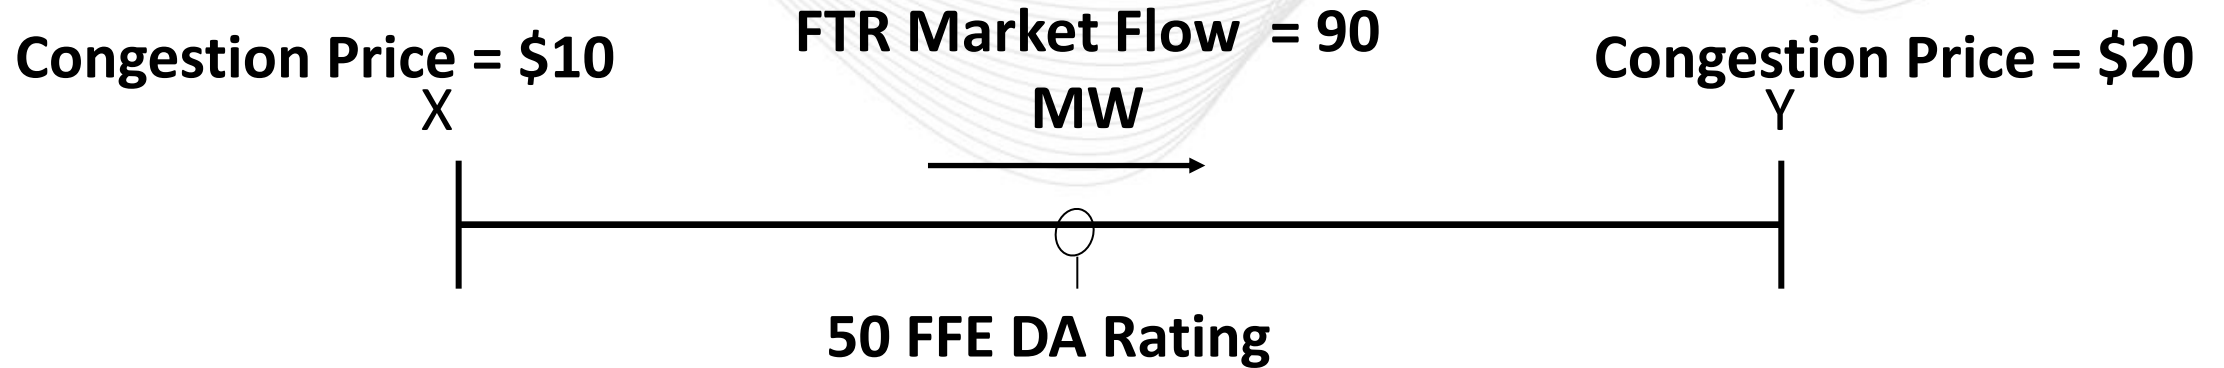 Congestion Price = $10
X
FTR Market Flow = 90
MW
Congestion Price = $20
Y
50 FFE DA Rating